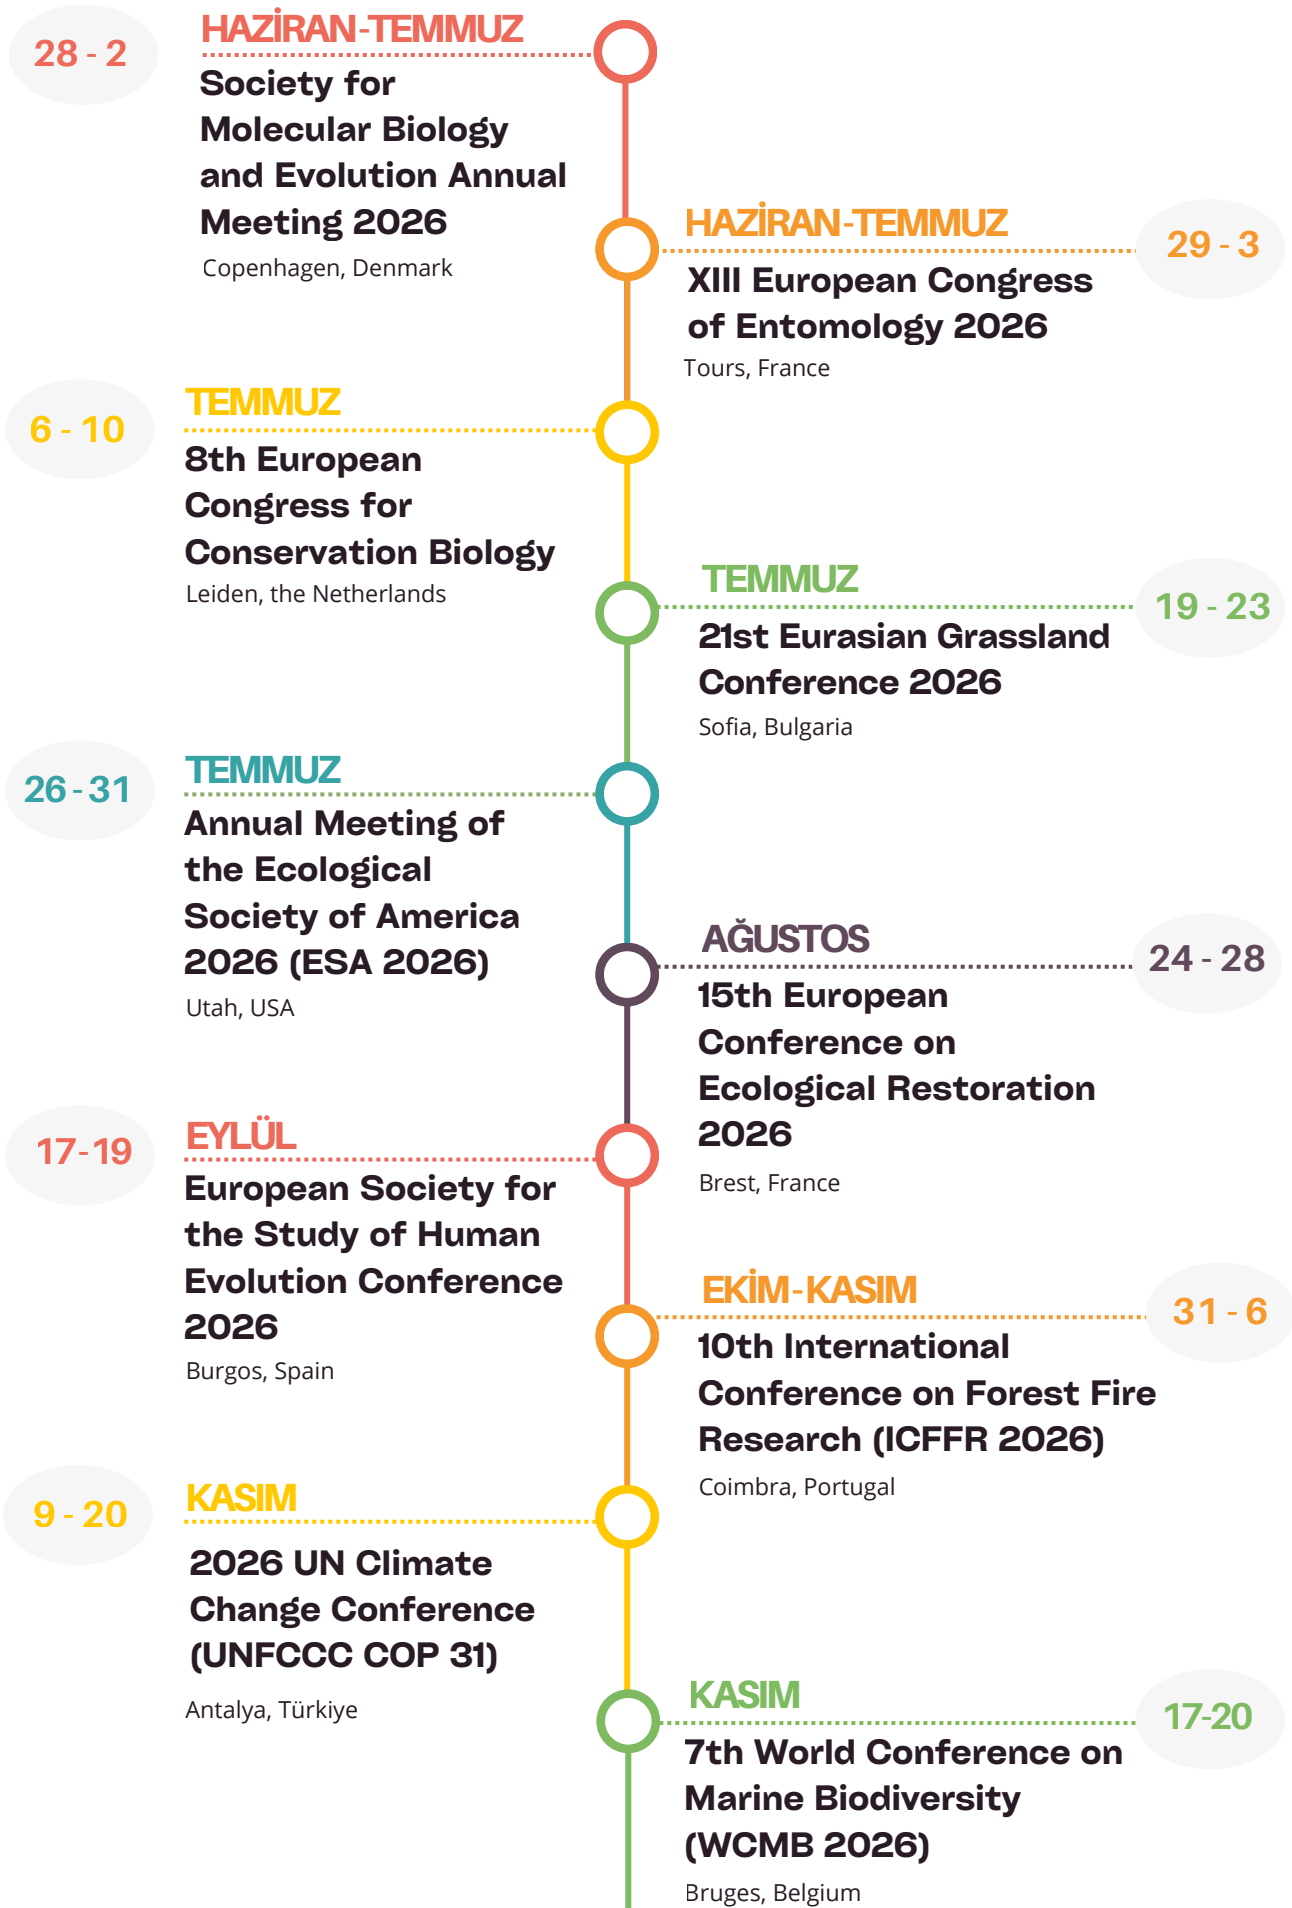 28 - 2
HAZİRAN-TEMMUZ
Society for
Molecular Biology
and Evolution Annual
Meeting 2026
Copenhagen, Denmark
HAZİRAN-TEMMUZ
29 - 3
XIII European Congress
of Entomology 2026
Tours, France
6 - 10
TEMMUZ
8th European
Congress for
Conservation Biology
Leiden, the Netherlands
TEMMUZ
19 - 23
21st Eurasian Grassland
Conference 2026
Sofia, Bulgaria
26 - 31
TEMMUZ
Annual Meeting of
the Ecological
Society of America
2026 (ESA 2026)
Utah, USA
AĞUSTOS
24 - 28
15th European
Conference on
Ecological Restoration
2026
Brest, France
17-19
EYLÜL
European Society for
the Study of Human
Evolution Conference
2026
Burgos, Spain
EKİM-KASIM
31 - 6
10th International
Conference on Forest Fire
Research (ICFFR 2026)
Coimbra, Portugal
9 - 20
KASIM
2026 UN Climate
Change Conference
(UNFCCC COP 31)
Antalya, Türkiye
KASIM
17-20
7th World Conference on
Marine Biodiversity
(WCMB 2026)
Bruges, Belgium